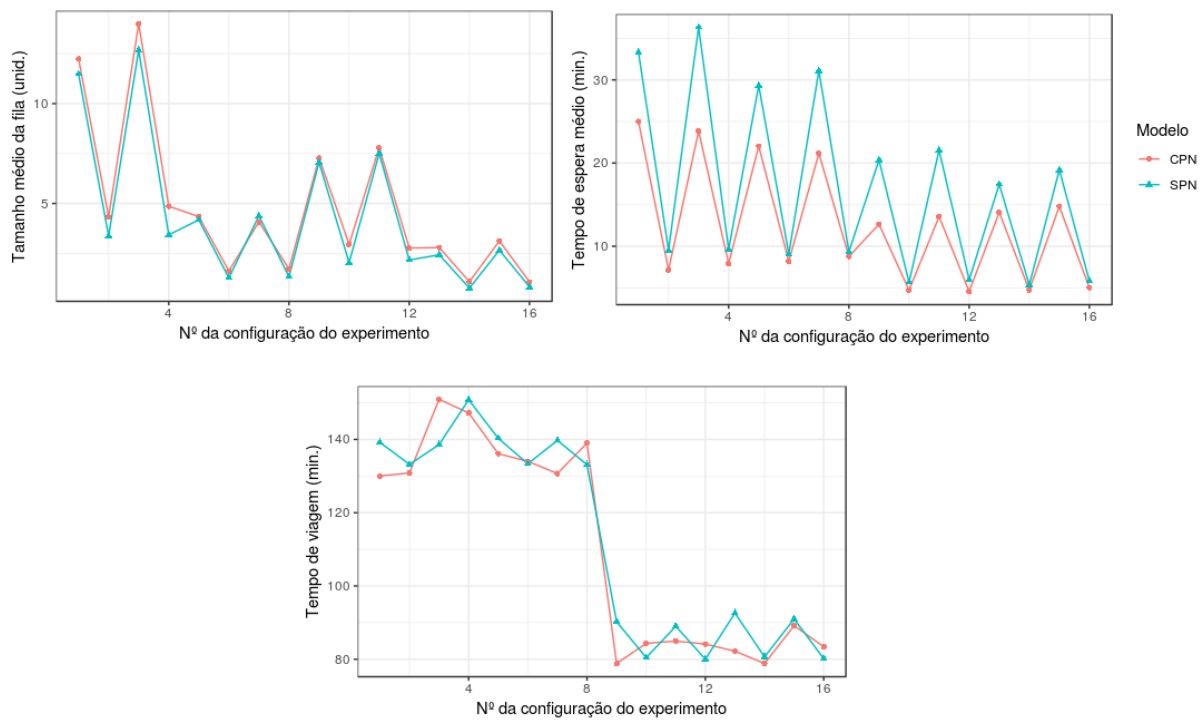 Tamanho médio da fila (unid.)
10
5
4
8
12
16
Nº da configuração do experimento
Tempo de espera médio (min.)
30
20
10
4
8
12
16
Nº da configuração do experimento
Modelo
CPN
SPN
Tempo de viagem (min.)
140
120
100
80
4
8
12
16
Nº da configuração do experimento